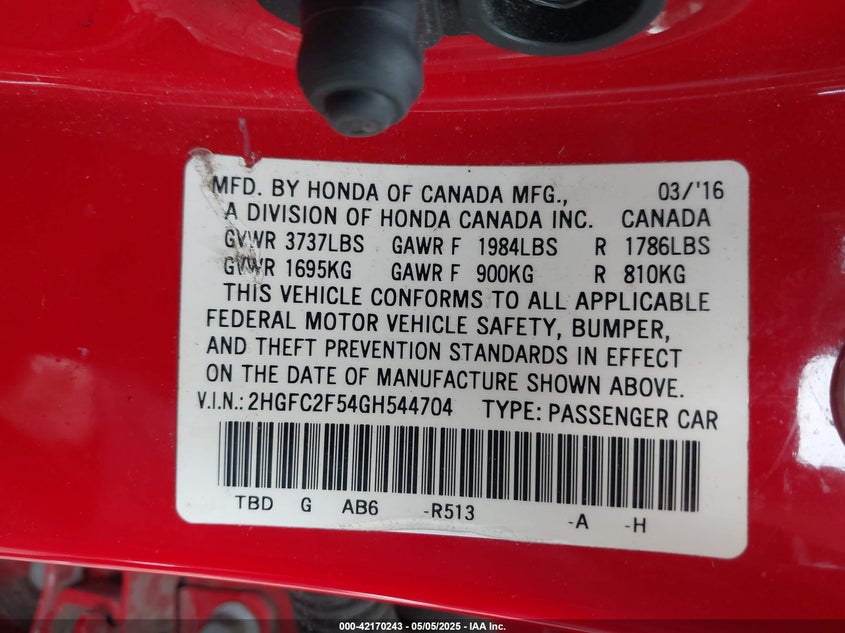 MFD. BY HONDA OF CANADA MFG., 03/'16
A DIVISION OF HONDA CANADA INC. CANADA
GVWR 3737LBS GAWR F 1984LBS R 1786LBS
GVWR 1695KG GAWR F 900KG R 810KG
THIS VEHICLE CONFORMS TO ALL APPLICABLE
FEDERAL MOTOR VEHICLE SAFETY, BUMPER,
AND THEFT PREVENTION STANDARDS IN EFFECT
ON THE DATE OF MANUFACTURE SHOWN ABOVE.
V.I.N.: 2HGFC2F54GH544704 TYPE: PASSENGER CAR
TBD G AB6 -R513 -A -H
000-42170243 - 05/05/2025 - IAA Inc.